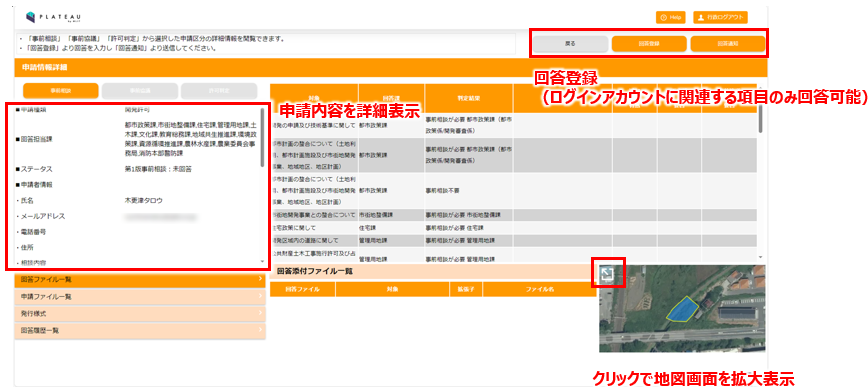 PLATEAU
by MLIT
Help
行政ログアウト
・「事前相談」「事前協議」「許可判定」から選択した申請区分の詳細情報を閲覧できます。
・「回答登録」より回答を入力し「回答通知」より送信してください。
戻る
回答登録
回答通知
申請情報詳細
回答登録
(ログインアカウントに関連する項目のみ回答可能)
事前相談
事前協議
許可判定
申請内容を詳細表示
■申請種類
開発許可
■回答担当課
都市政策課,市街地整備課,住宅課,管理用地課,土
木課,文化課,教育総務課,地域共生推進課,環境政
策課,資源循環推進課,農林水産課,農業委員会事
務局,消防本部警防課
■ステータス
第1版事前相談:未回答
■申請者情報
・氏名
木更津タロウ
・メールアドレス
・電話番号
・住所
・相談内容
対象
回答課
判定結果
開発の申請及び技術基準に関して
都市政策課
事前相談が必要 都市政策課(都市
政策係/開発審査係)
都市計画の整合について(土地利
用、都市計画施設及び市街地開発
事業、地域地区、地区計画)
都市政策課
事前相談が必要 都市政策課(都市
政策係/開発審査係)
都市計画の整合について(土地利
用、都市計画施設及び市街地開発
事業、地域地区、地区計画)
都市政策課
事前相談不要
市街地開発事業との整合について
市街地整備課
事前相談が必要 市街地整備課
住宅政策に関して
住宅課
事前相談が必要 住宅課
開発区域内の道路に関して
管理用地課
事前相談が必要 管理用地課
公共財産土木工事施行許可及び占
管理用地課
事前相談が必要 管理用地課
回答ファイル一覧
申請ファイル一覧
発行様式
回答履歴一覧
回答添付ファイル一覧
回答ファイル
対象
拡張子
ファイル名
クリックで地図画面を拡大表示